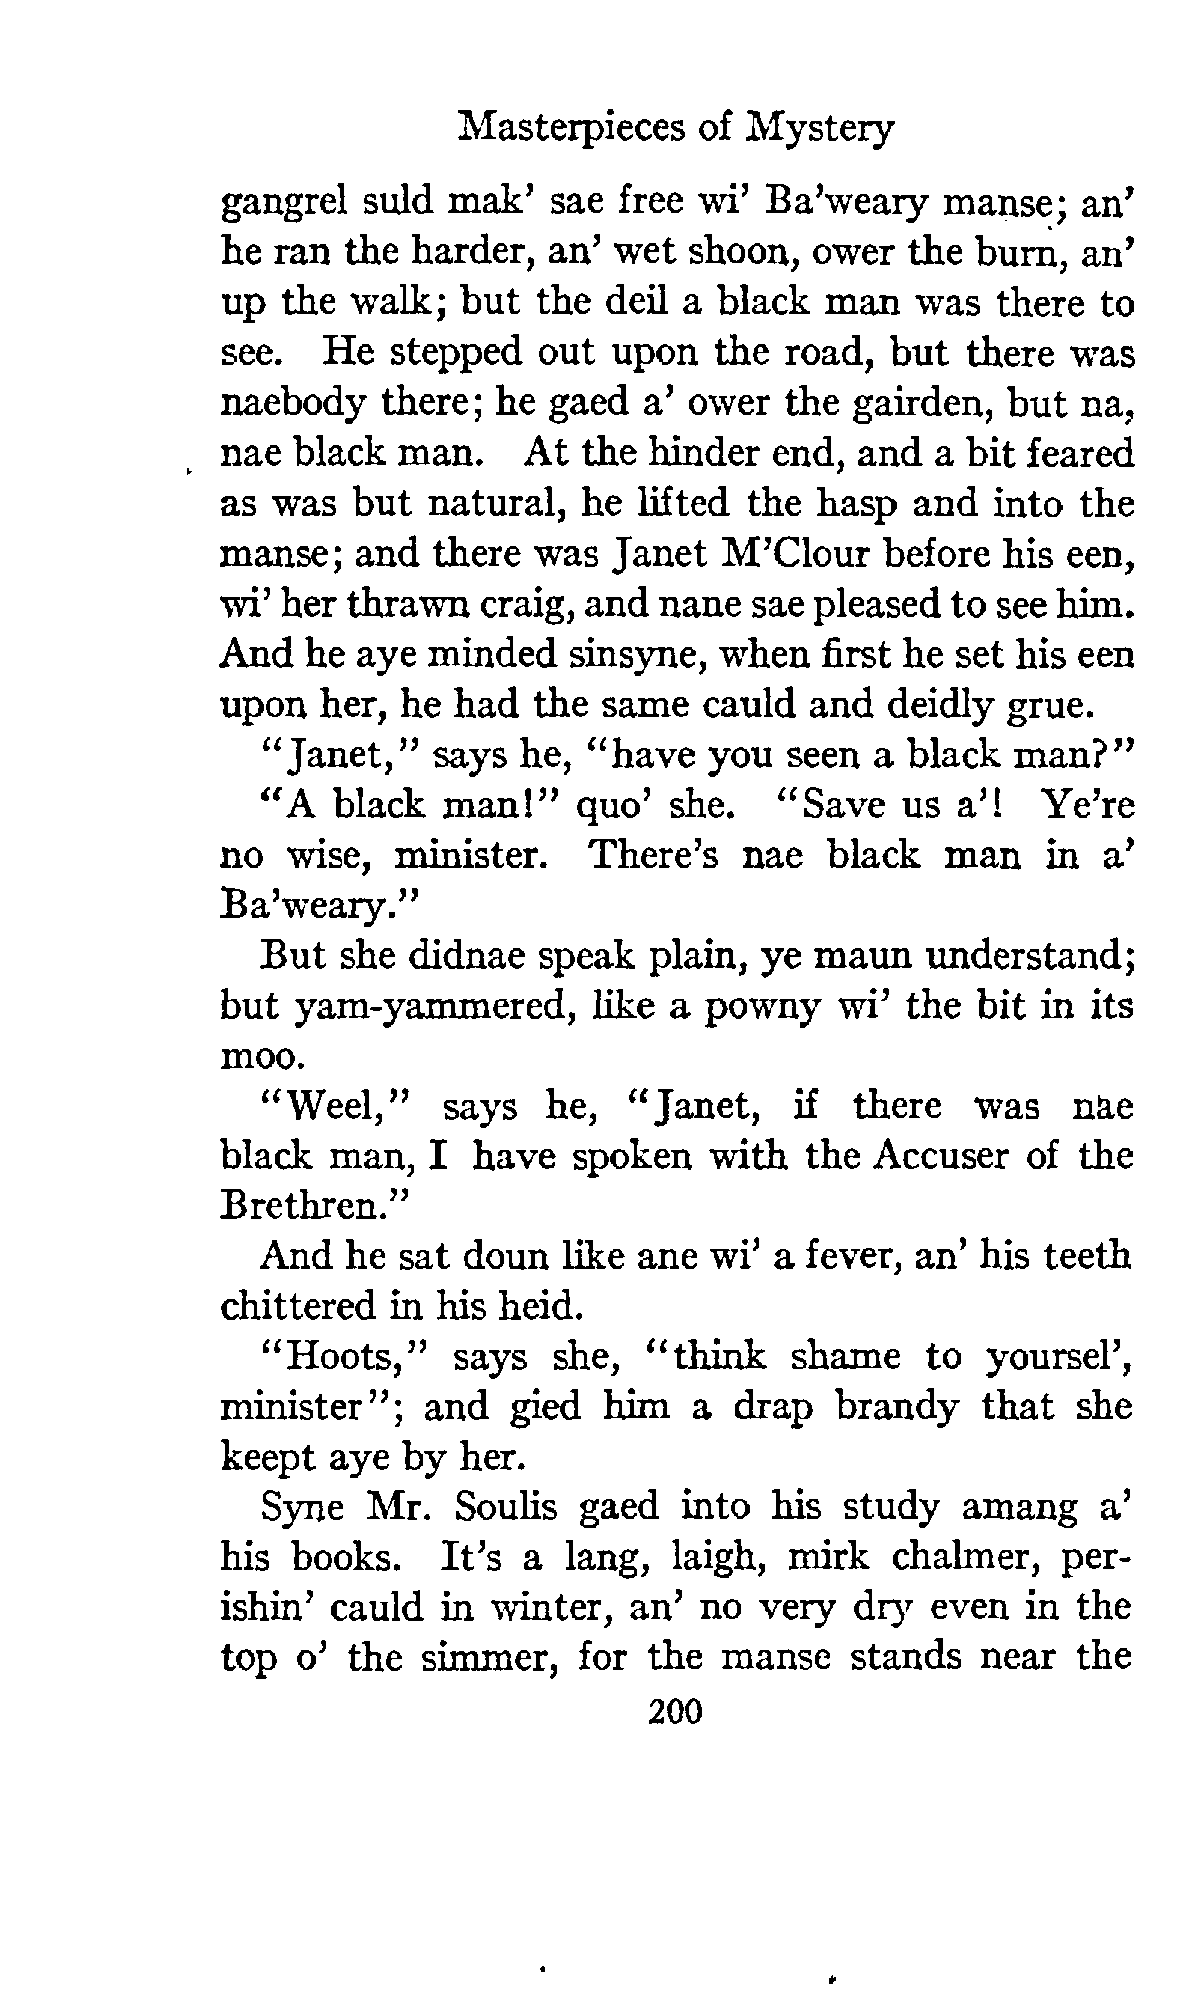 Masterpieces of Mystery
gangrel suld mak' sae free wi' Ba'weary manse; an'
he ran the harder, an' wet shoon, ower the burn, an'
up the walk; but the deil a black man was there to
see. He stepped out upon the road, but there was
naebody there; he gaed a' ower the gairden, but na,
nae black man. At the hinder end, and a bit feared
as was but natural, he lifted the hasp and into the
manse; and there was Janet M'Clour before his een,
wi' her thrawn craig, and nane sae pleased to see him.
And he aye minded sinsyne, when first he set his een
upon her, he had the same cauld and deidly grue.
"Janet," says he, "have you seen a black man?"
"A black man!" quo' she. "Save us a'! Ye're
no wise, minister. There's nae black man in a'
Ba'weary."
But she didnae speak plain, ye maun understand;
but yam-yammered, like a powny wi' the bit in its
moo.
"Weel," says he, "Janet, if there was nae
black man, I have spoken with the Accuser of the
Brethren."
And he sat doun like ane wi' a fever, an' his teeth
chittered in his heid.
"Hoots," says she, "think shame to yoursel',
minister"; and gied him a drap brandy that she
keept aye by her.
Syne Mr. Soulis gaed into his study amang a'
his books. It's a lang, laigh, mirk chalmer, per-
ishin' cauld in winter, an' no very dry even in the
top o' the simmer, for the manse stands near the
200